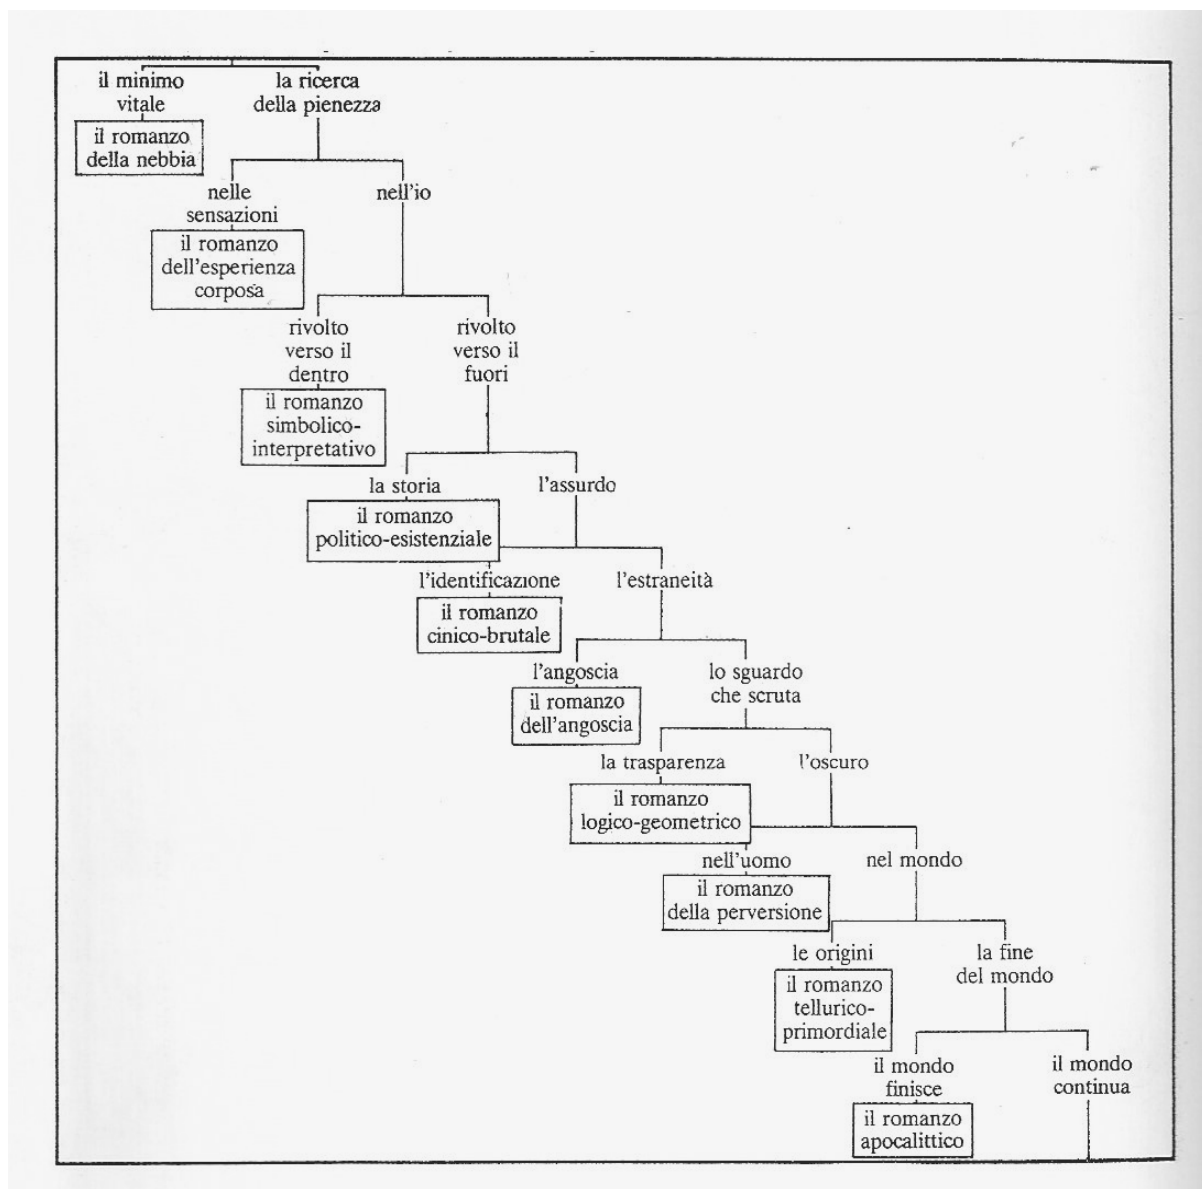 il minimo
vitale
la ricerca
della pienezza
il romanzo
della nebbia
nelle
sensazioni
nell'io
il romanzo
dell'esperienza
corposa
rivolto
verso il
dentro
rivolto
verso il
fuori
il romanzo
simbolico-
interpretativo
la storia
l'assurdo
il romanzo
politico-esistenziale
l'identificazione
l'estraneità
il romanzo
cinico-brutale
l'angoscia
lo sguardo
che scruta
il romanzo
dell'angoscia
la trasparenza
l'oscuro
il romanzo
logico-geometrico
nell'uomo
nel mondo
il romanzo
della perversione
le origini
la fine
del mondo
il romanzo
tellurico-
primordiale
il mondo
finisce
il mondo
continua
il romanzo
apocalittico